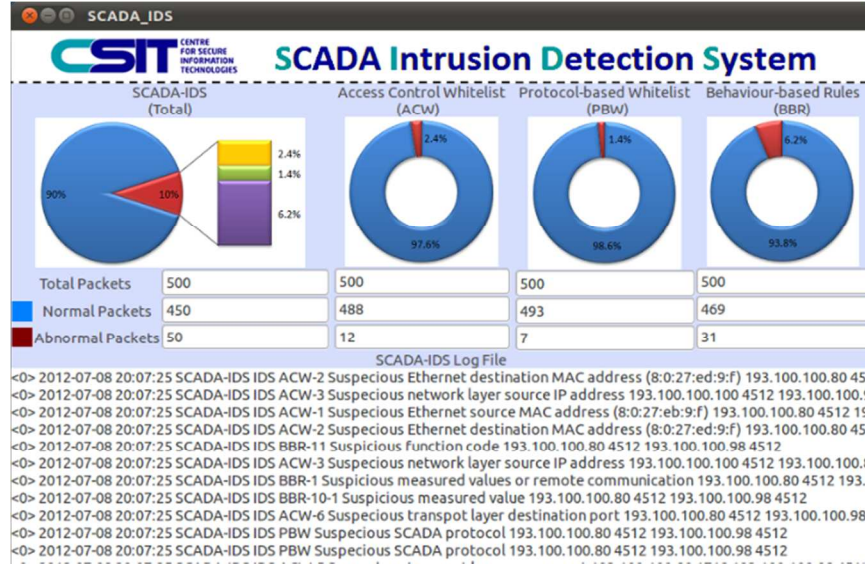 SCADA_IDS
CSIT CENTRE FOR SECURE INFORMATION TECHNOLOGIES
SCADA Intrusion Detection System
SCADA-IDS (Total)
Access Control Whitelist (ACW)
Protocol-based Whitelist (PBW)
Behaviour-based Rules (BBR)
90%
10%
2.4%
1.4%
6.2%
2.4%
97.6%
1.4%
98.6%
6.2%
93.8%
Total Packets 500 500 500 500
Normal Packets 450 488 493 469
Abnormal Packets 50 12 7 31
SCADA-IDS Log File
<0> 2012-07-08 20:07:25 SCADA-IDS IDS ACW-2 Suspecious Ethernet destination MAC address (8:0:27:ed:9:f) 193.100.100.80 45
<0> 2012-07-08 20:07:25 SCADA-IDS IDS ACW-3 Suspecious network layer source IP address 193.100.100.100 4512 193.100.100.9
<0> 2012-07-08 20:07:25 SCADA-IDS IDS ACW-1 Suspecious Ethernet source MAC address (8:0:27:eb:9:f) 193.100.100.80 4512 19
<0> 2012-07-08 20:07:25 SCADA-IDS IDS ACW-2 Suspecious Ethernet destination MAC address (8:0:27:ed:9:f) 193.100.100.80 45
<0> 2012-07-08 20:07:25 SCADA-IDS IDS BBR-11 Suspicious function code 193.100.100.80 4512 193.100.100.98 4512
<0> 2012-07-08 20:07:25 SCADA-IDS IDS ACW-3 Suspecious network layer source IP address 193.100.100.100 4512 193.100.100.
<0> 2012-07-08 20:07:25 SCADA-IDS IDS BBR-1 Suspicious measured values or remote communication 193.100.100.80 4512 193.
<0> 2012-07-08 20:07:25 SCADA-IDS IDS BBR-10-1 Suspicious measured value 193.100.100.80 4512 193.100.100.98 4512
<0> 2012-07-08 20:07:25 SCADA-IDS IDS ACW-6 Suspecious transpot layer destination port 193.100.100.80 4512 193.100.100.98
<0> 2012-07-08 20:07:25 SCADA-IDS IDS PBW Suspecious SCADA protocol 193.100.100.80 4512 193.100.100.98 4512
<0> 2012-07-08 20:07:25 SCADA-IDS IDS PBW Suspecious SCADA protocol 193.100.100.80 4512 193.100.100.98 4512